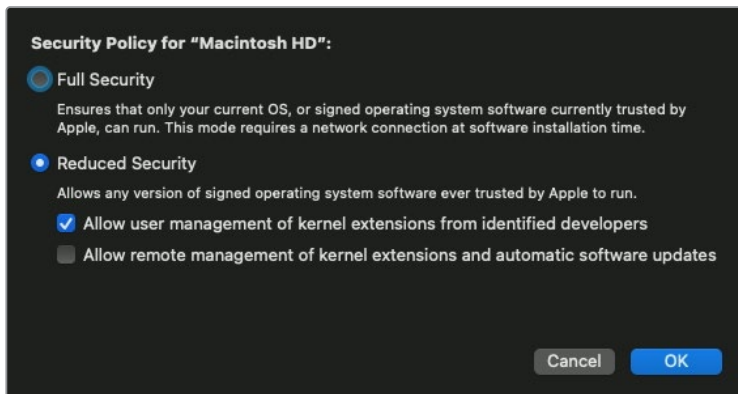 Security Policy for “Macintosh HD”:
Full Security
Ensures that only your current OS, or signed operating system software currently trusted by
Apple, can run. This mode requires a network connection at software installation time.
Reduced Security
Allows any version of signed operating system software ever trusted by Apple to run.
Allow user management of kernel extensions from identified developers
Allow remote management of kernel extensions and automatic software updates
Cancel OK